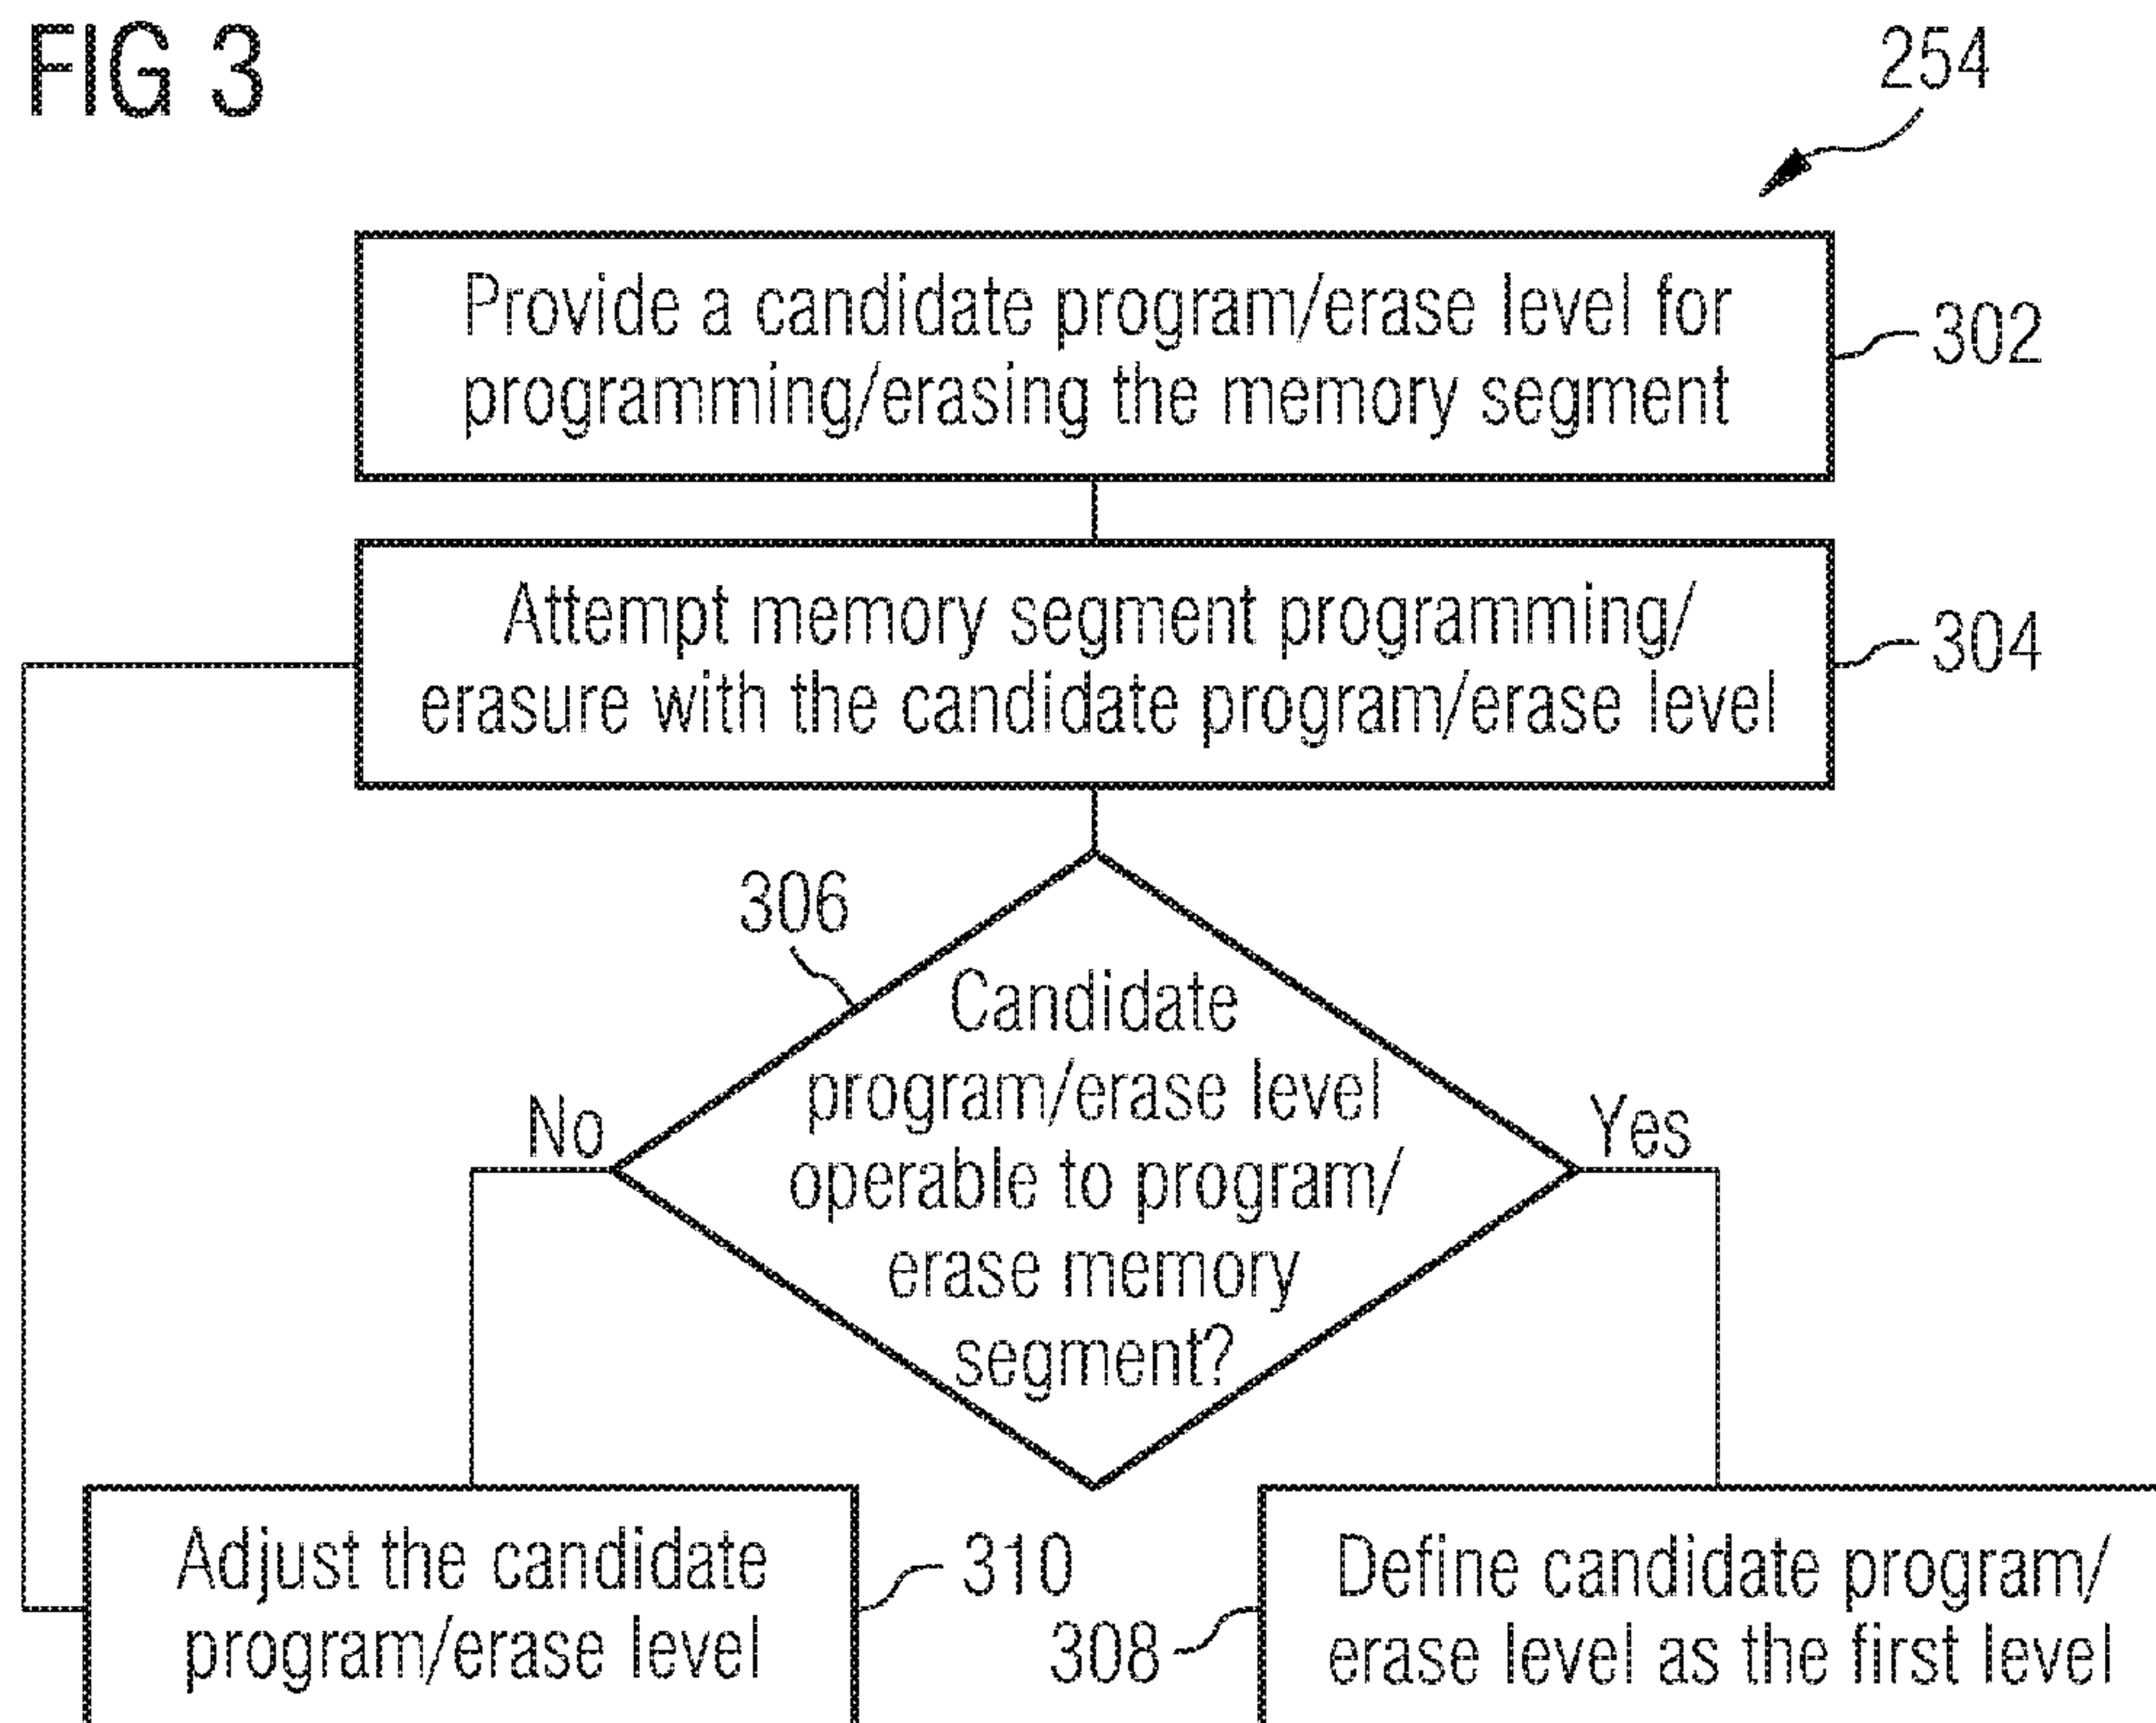 FIG 3
254
Provide a candidate program/erase level for
programming/erasing the memory segment
302
Attempt memory segment programming/
erasure with the candidate program/erase level
304
306
Candidate
program/erase level
operable to program/
erase memory
segment?
No
Yes
Adjust the candidate
program/erase level
310
308
Define candidate program/
erase level as the first level